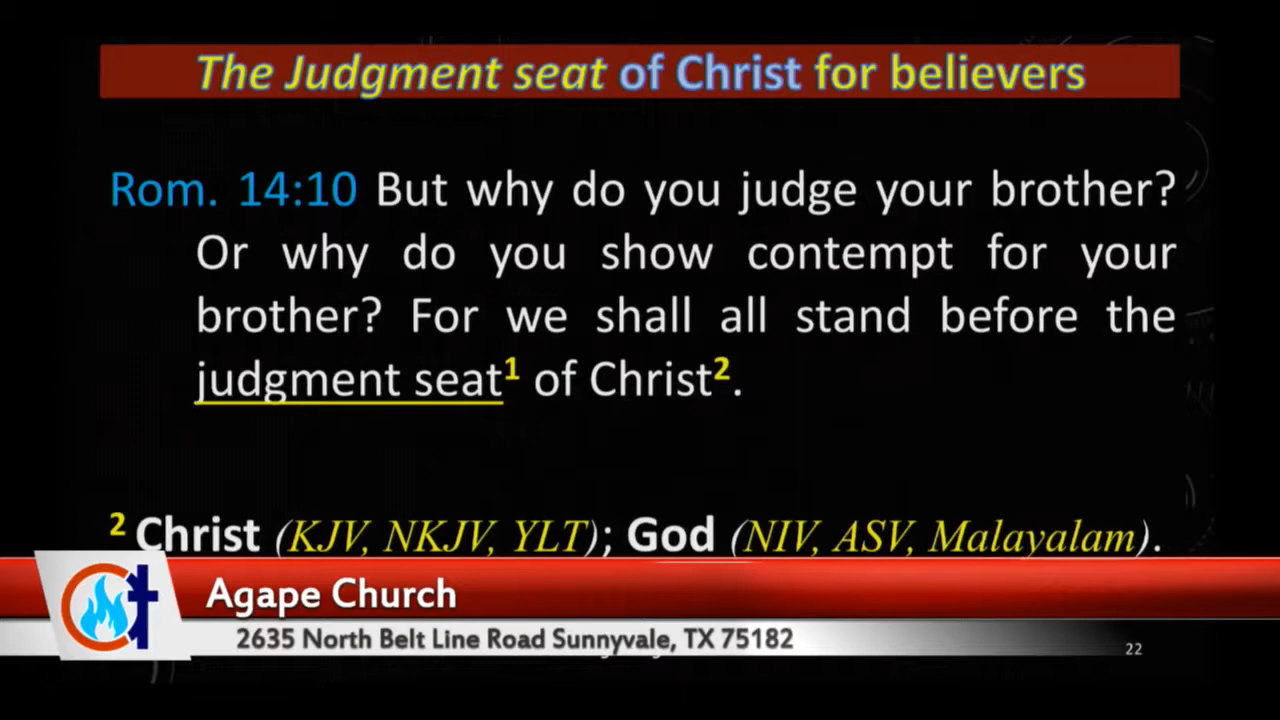 The Judgment seat of Christ for believers
Rom. 14:10 But why do you judge your brother?
Or why do you show contempt for your
brother? For we shall all stand before the
judgment seat¹ of Christ².
² Christ (KJV, NKJV, YLT); God (NIV, ASV, Malayalam).
Agape Church
2635 North Belt Line Road Sunnyvale, TX 75182
22